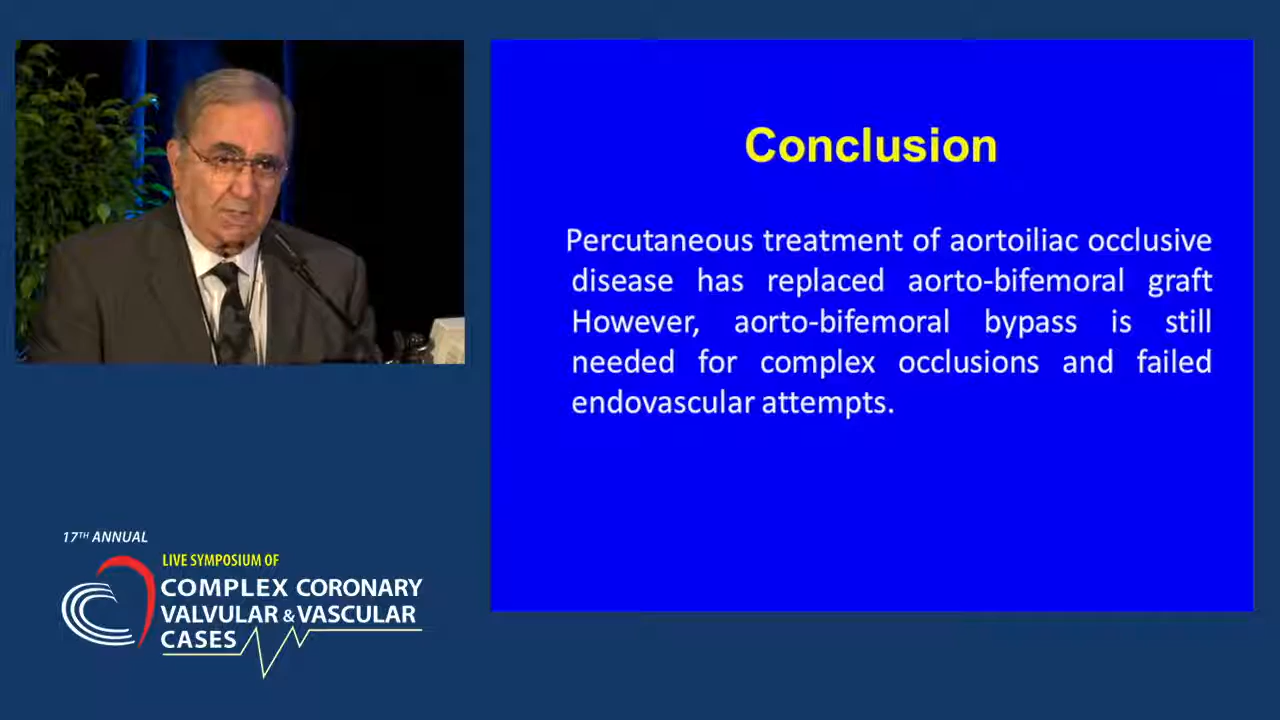 Conclusion
Percutaneous treatment of aortoiliac occlusive
disease has replaced aorto-bifemoral graft
However, aorto-bifemoral bypass is still
needed for complex occlusions and failed
endovascular attempts.
17TH ANNUAL
LIVE SYMPOSIUM OF
COMPLEX CORONARY
VALVULAR & VASCULAR
CASES